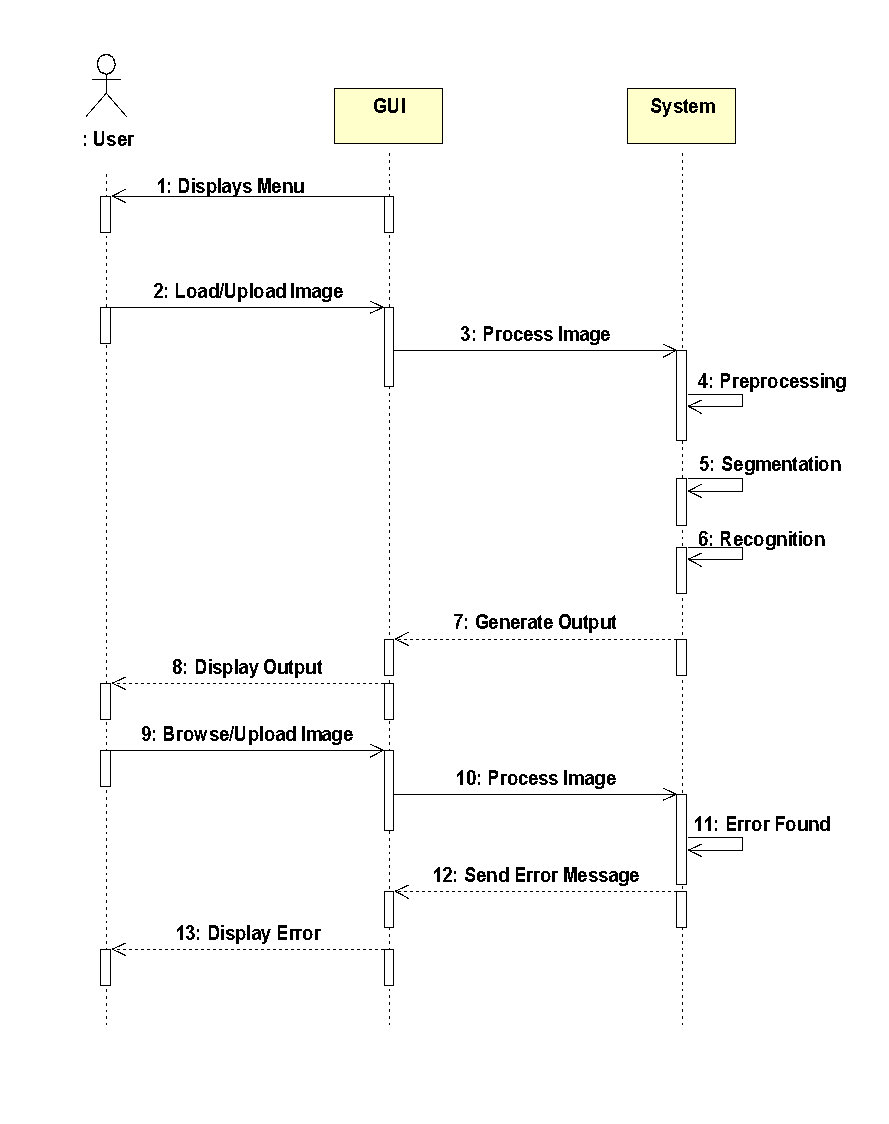 : User
GUI
System
1: Displays Menu
2: Load/Upload Image
3: Process Image
4: Preprocessing
5: Segmentation
6: Recognition
7: Generate Output
8: Display Output
9: Browse/Upload Image
10: Process Image
11: Error Found
12: Send Error Message
13: Display Error